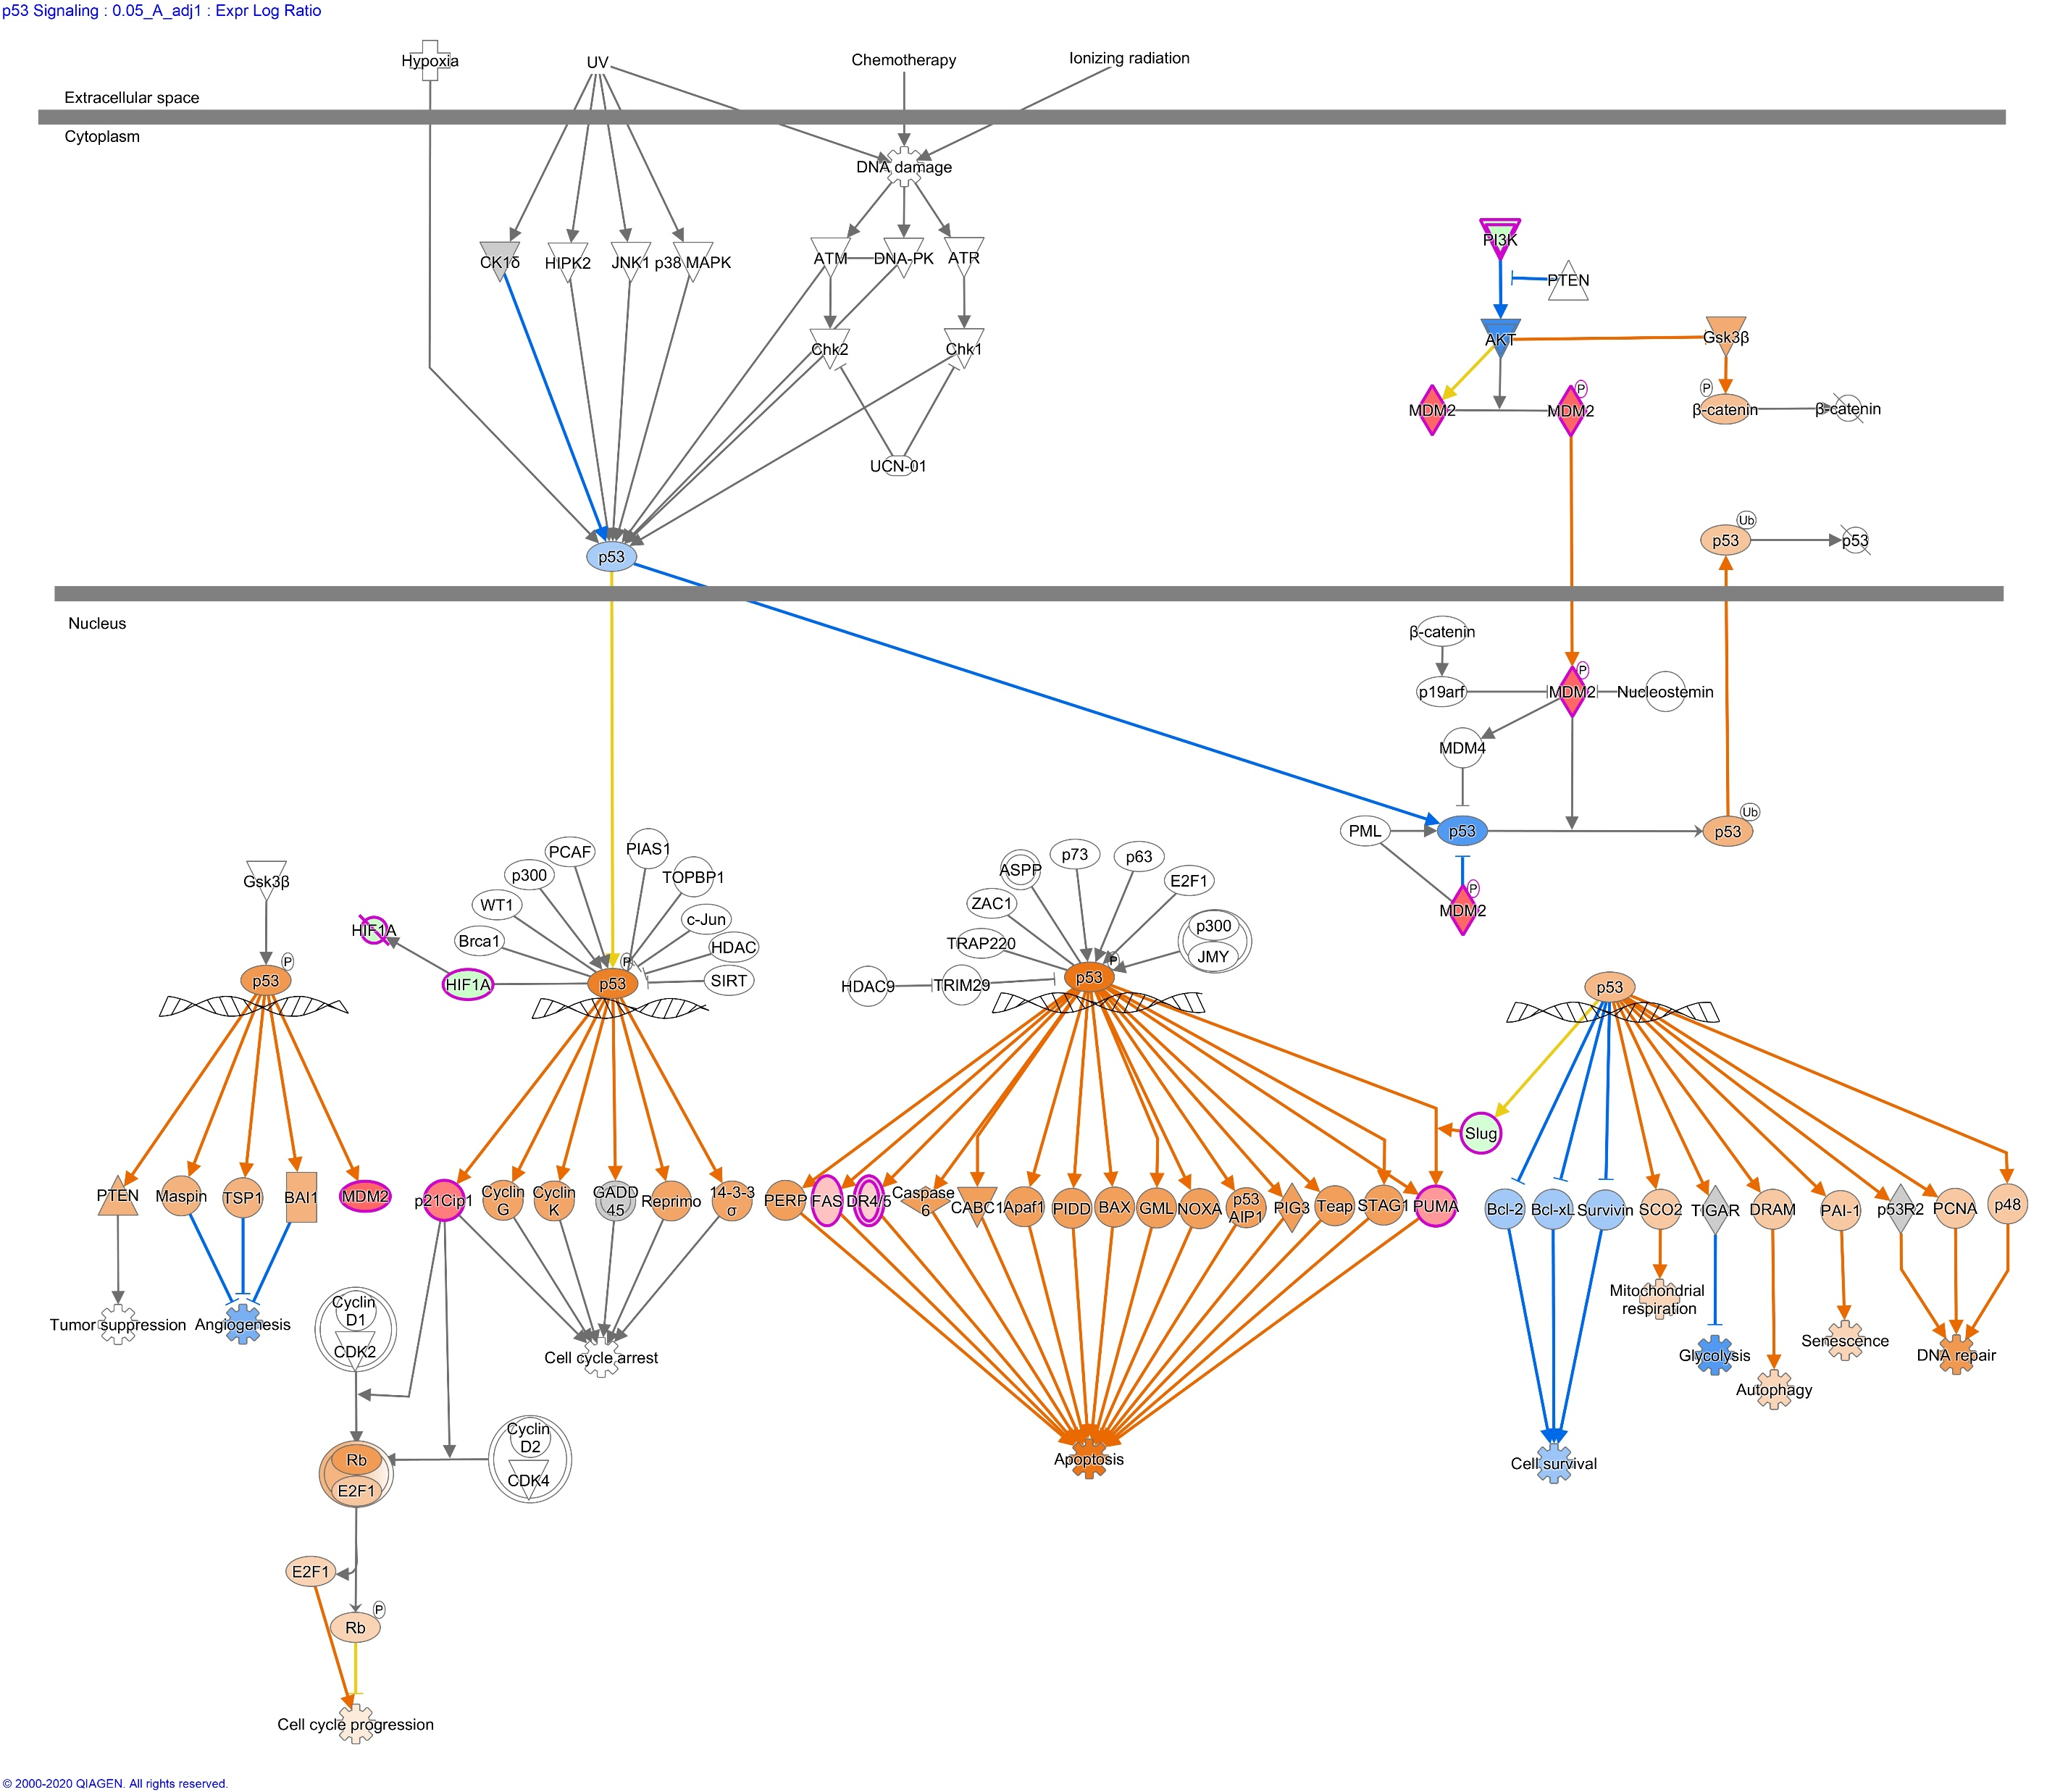 p53 Signaling : 0.05_A_adj1 : Expr Log Ratio
Hypoxia
UV
Chemotherapy
Ionizing radiation
Extracellular space
Cytoplasm
DNA damage
CK1δ
HIPK2
JNK1
p38 MAPK
ATM
DNA-PK
ATR
Chk2
Chk1
UCN-01
p53
PI3K
PTEN
AKT
Gsk3β
MDM2
P
MDM2
P
β-catenin
β-catenin
Ub
p53
p53
Nucleus
β-catenin
p19arf
P
MDM2
Nucleostemin
MDM4
PML
p53
Ub
p53
P
MDM2
Gsk3β
P
p53
HIF1A
HIF1A
Brca1
WT1
p300
PCAF
PIAS1
TOPBP1
c-Jun
HDAC
SIRT
P
p53
HDAC9
TRIM29
TRAP220
ZAC1
ASPP
p73
p63
E2F1
p300
JMY
P
p53
p53
PTEN
Maspin
TSP1
BAI1
MDM2
p21Cip1
Cyclin
G
Cyclin
K
GADD
45
Reprimo
14-3-3
σ
PERP
FAS
DR4/5
Caspase
6
CABC1
Apaf1
PIDD
BAX
GML
NOXA
p53
AIP1
PIG3
Teap
STAG1
PUMA
Slug
Bcl-2
Bcl-xL
Survivin
SCO2
TIGAR
DRAM
PAI-1
p53R2
PCNA
p48
Tumor suppression
Angiogenesis
Cyclin
D1
CDK2
Cell cycle arrest
Mitochondrial
respiration
Glycolysis
Autophagy
Senescence
DNA repair
Cyclin
D2
CDK4
Rb
E2F1
Apoptosis
Cell survival
E2F1
P
Rb
Cell cycle progression
© 2000-2020 QIAGEN. All rights reserved.